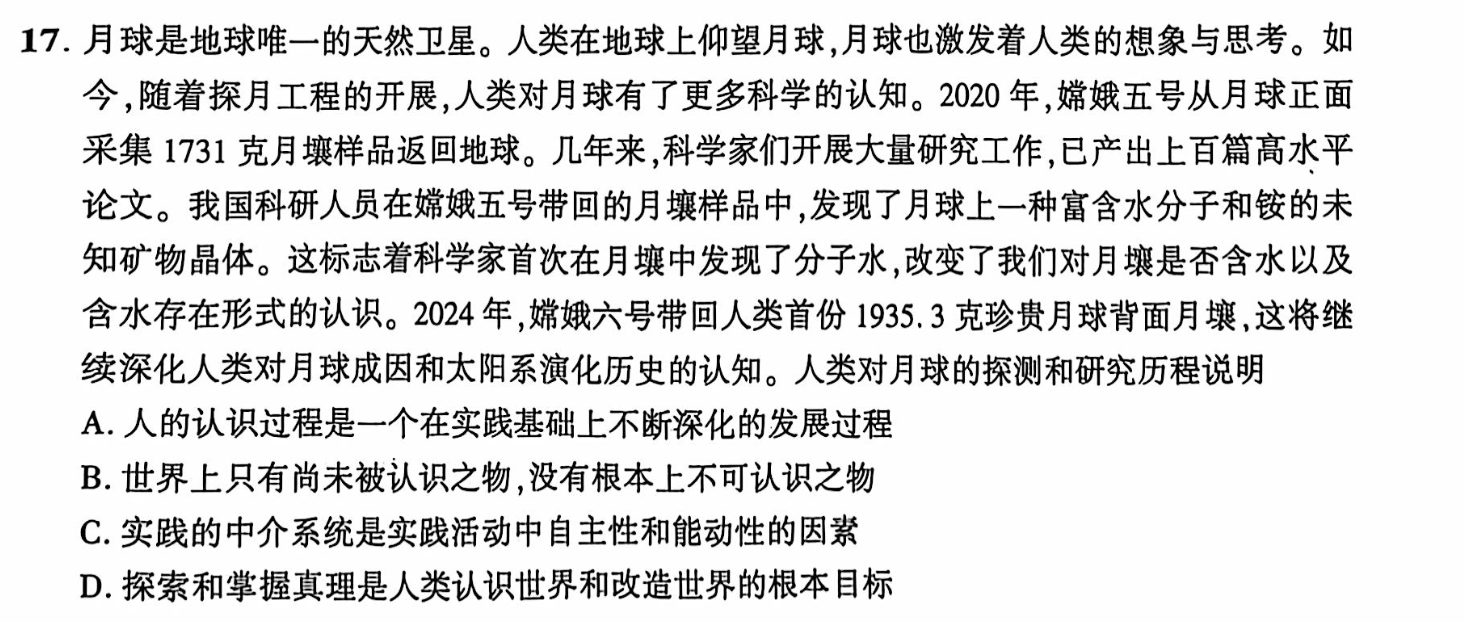 17. 月球是地球唯一的天然卫星。人类在地球上仰望月球,月球也激发着人类的想象与思考。如
今,随着探月工程的开展,人类对月球有了更多科学的认知。2020 年,嫦娥五号从月球正面
采集 1731 克月壤样品返回地球。几年来,科学家们开展大量研究工作,已产出上百篇高水平
论文。我国科研人员在嫦娥五号带回的月壤样品中,发现了月球上一种富含水分子和铵的未
知矿物晶体。这标志着科学家首次在月壤中发现了分子水,改变了我们对月壤是否含水以及
含水存在形式的认识。2024 年,嫦娥六号带回人类首份 1935.3 克珍贵月球背面月壤,这将继
续深化人类对月球成因和太阳系演化历史的认知。人类对月球的探测和研究历程说明
A. 人的认识过程是一个在实践基础上不断深化的发展过程
B. 世界上只有尚未被认识之物,没有根本上不可认识之物
C. 实践的中介系统是实践活动中自主性和能动性的因素
D. 探索和掌握真理是人类认识世界和改造世界的根本目标